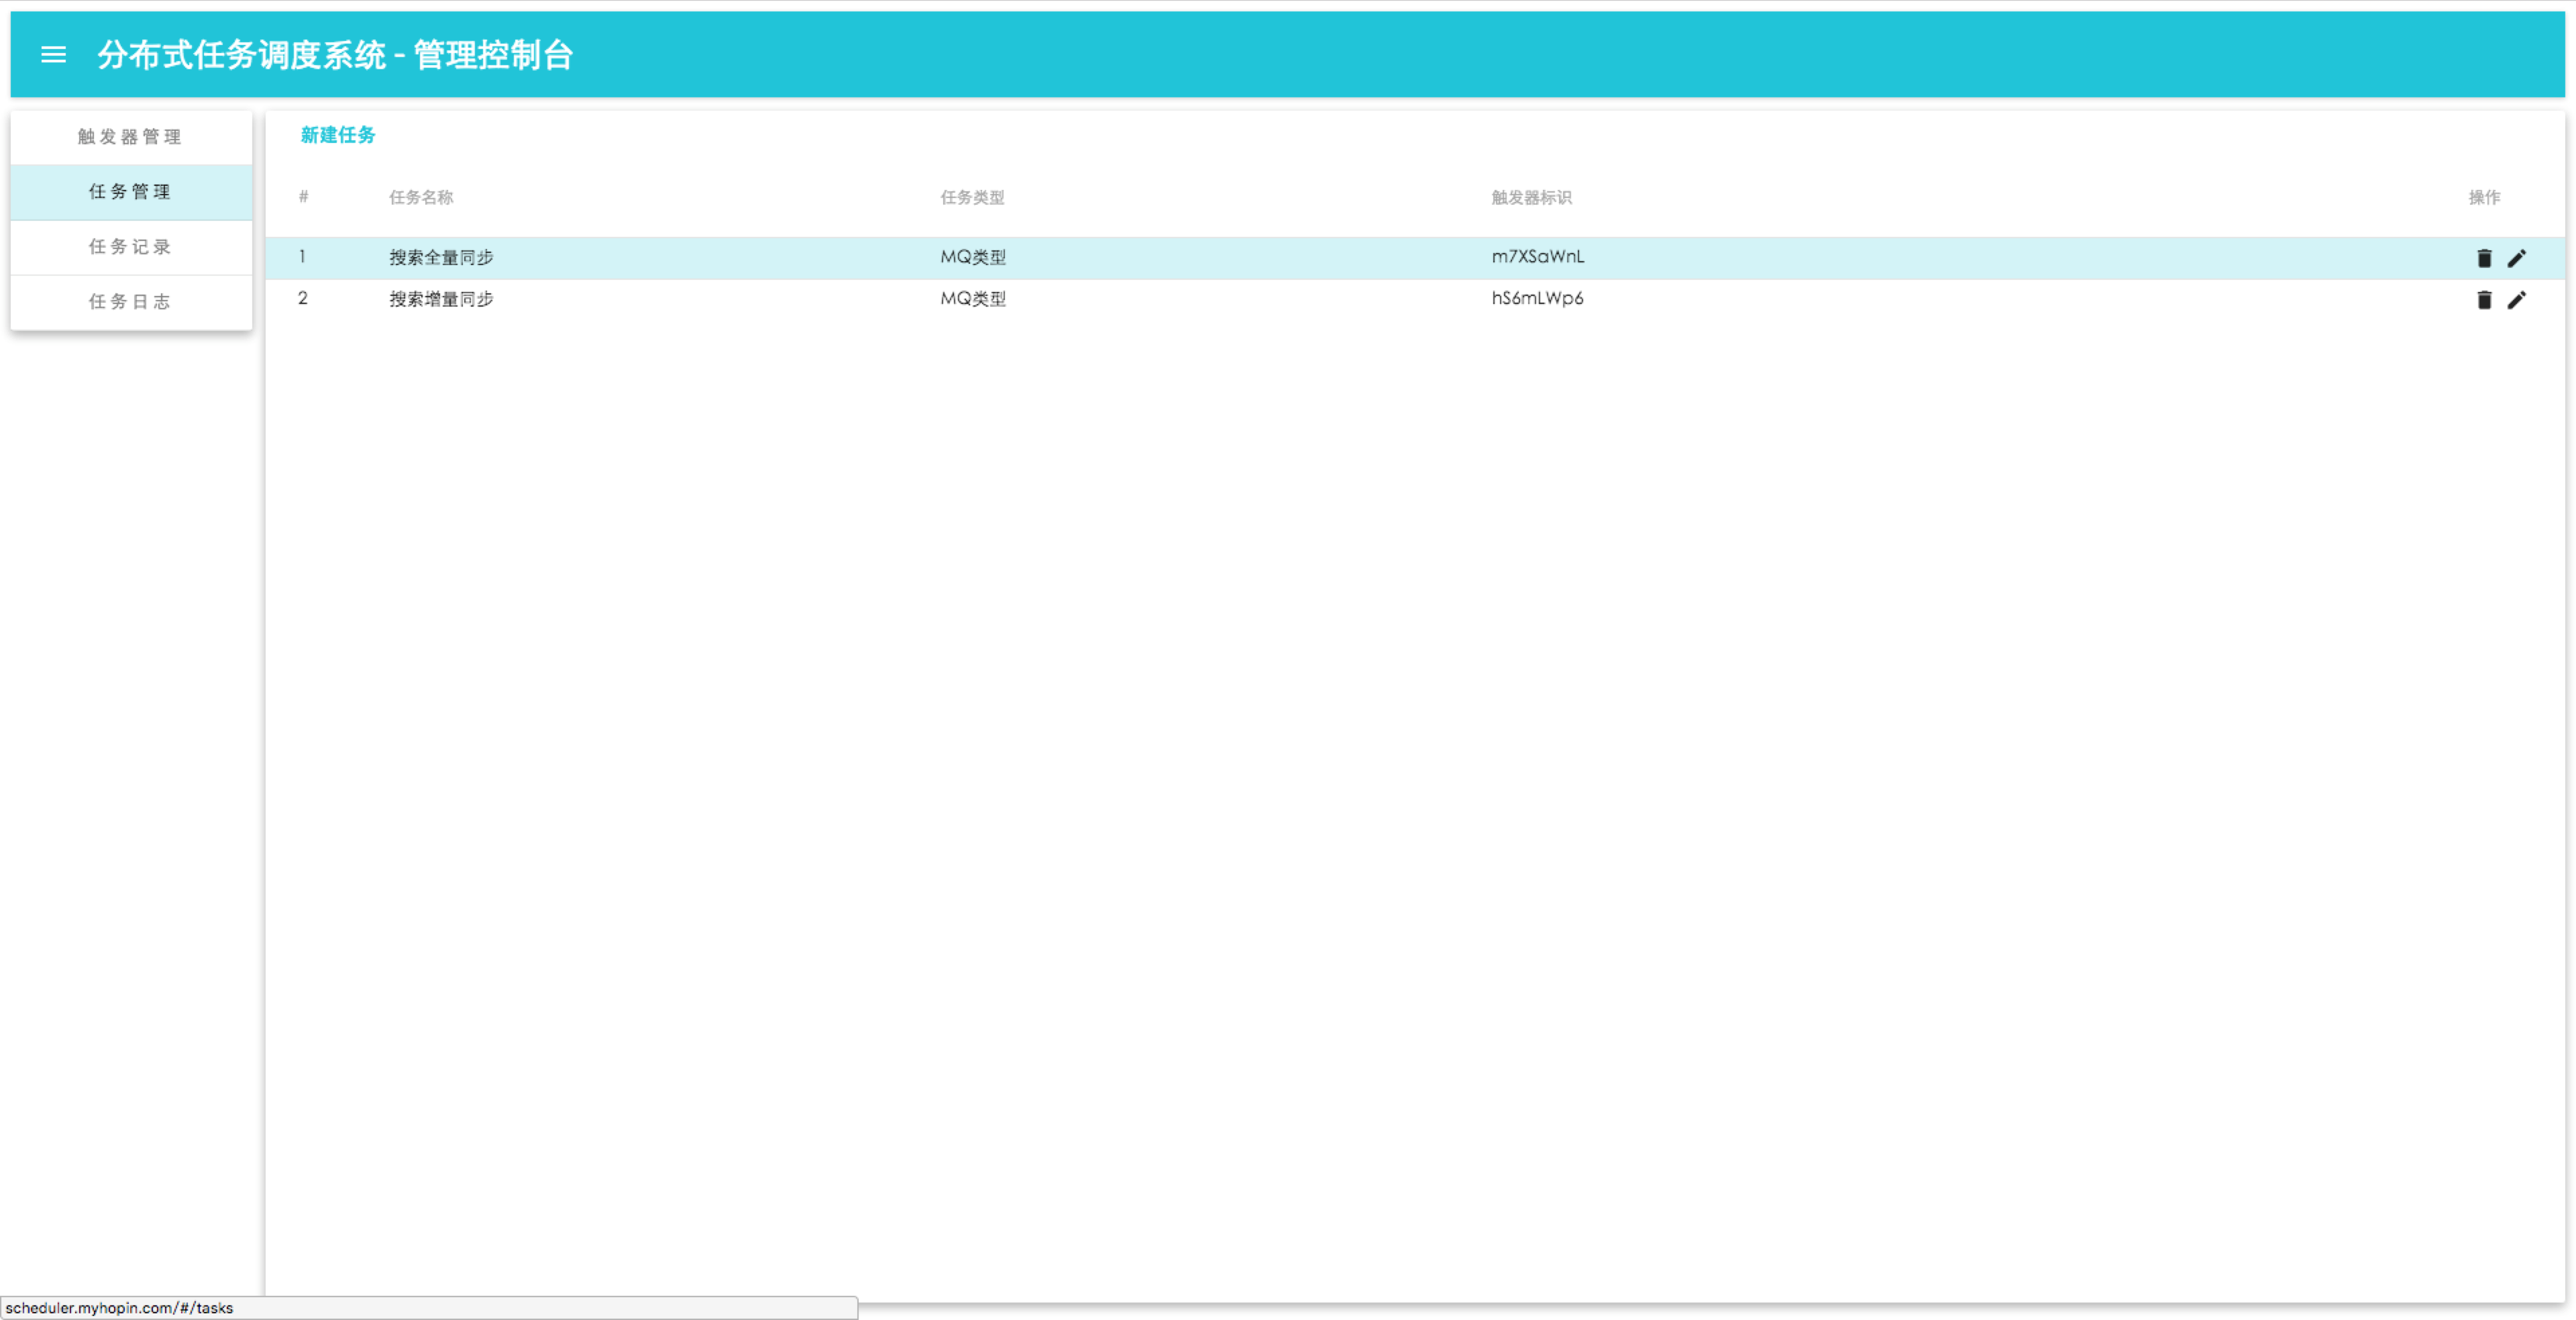 分布式任务调度系统 - 管理控制台
触发器管理
任务管理
任务记录
任务日志
新建任务
# 任务名称 任务类型 触发器标识 操作
1 搜索全量同步 MQ类型 m7XSaWnL
2 搜索增量同步 MQ类型 hS6mLWp6
scheduler.myhopin.com/#/tasks